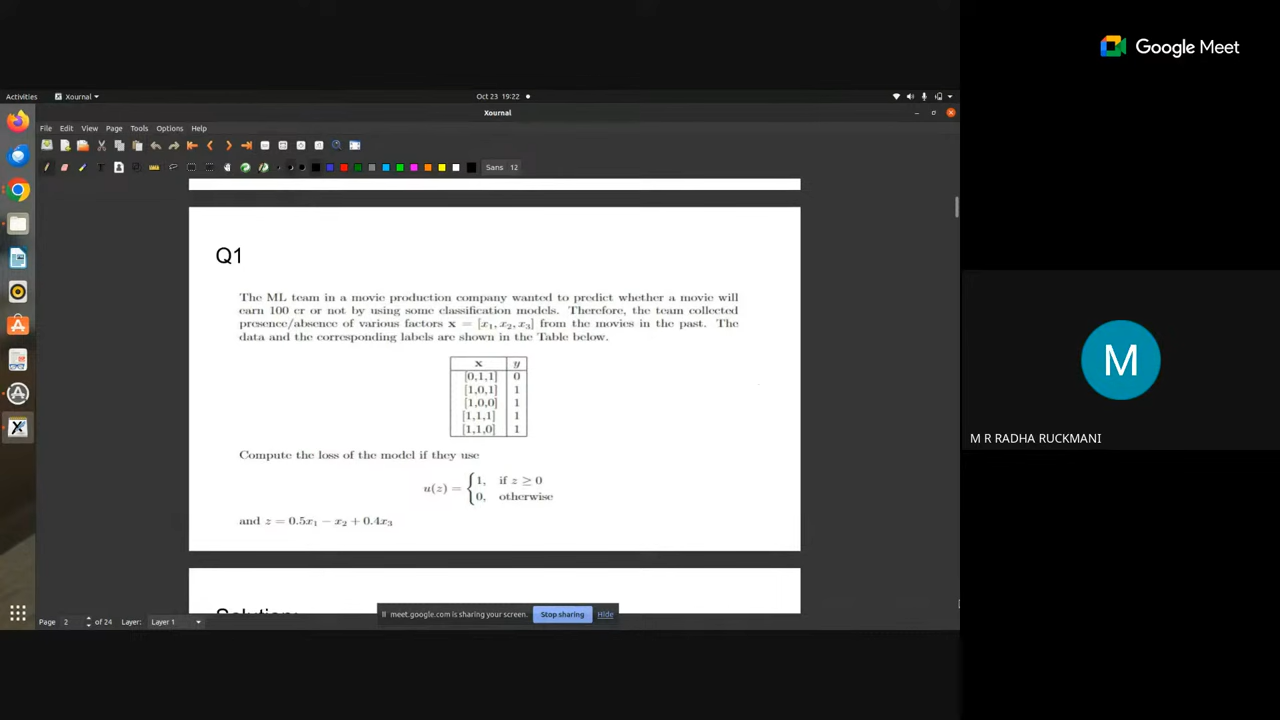 Google Meet
Activities
Xournal
Oct 23 19:22
Xournal
File Edit View Page Tools Options Help
Sans 12
Q1
The ML team in a movie production company wanted to predict whether a movie will
earn 100 cr or not by using some classification models. Therefore, the team collected
presence/absence of various factors x = [x₁, x₂, x₃] from the movies in the past. The
data and the corresponding labels are shown in the Table below.
x y
[0,1,1] 0
[1,0,1] 1
[1,0,0] 1
[1,1,1] 1
[1,1,0] 1
Compute the loss of the model if they use
u(z) = { 1, if z ≥ 0
0, otherwise
and z = 0.5x₁ − x₂ + 0.4x₃
M
M R RADHA RUCKMANI
meet.google.com is sharing your screen. Stop sharing Hide
Page 2 of 24 Layer: Layer 1